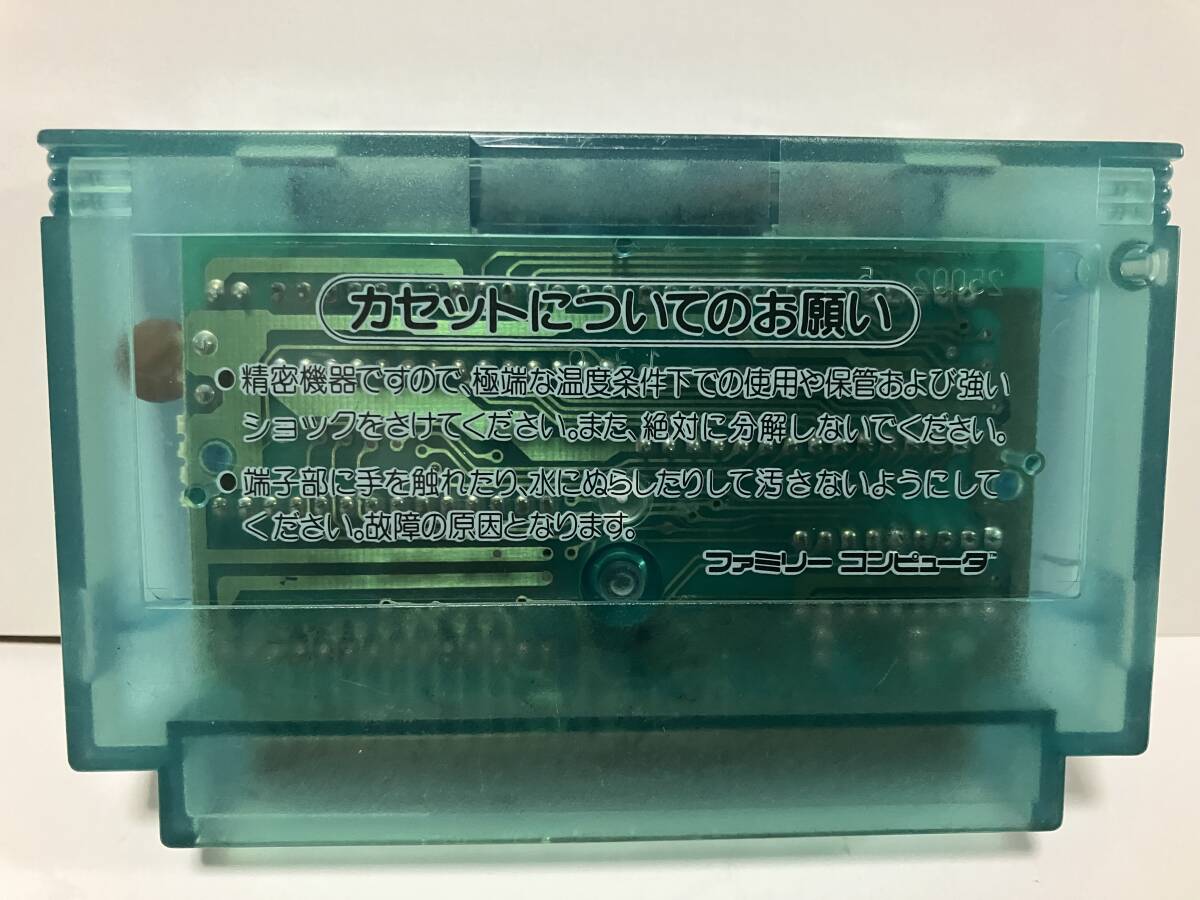 カセットについてのお願い
●精密機器ですので、極端な温度条件下での使用や保管および強い
ショックをさけてください。また、絶対に分解しないでください。
●端子部に手を触れたり、水にぬらしたりして汚さないようにして
ください。故障の原因となります。
ファミリー コンピュータ™